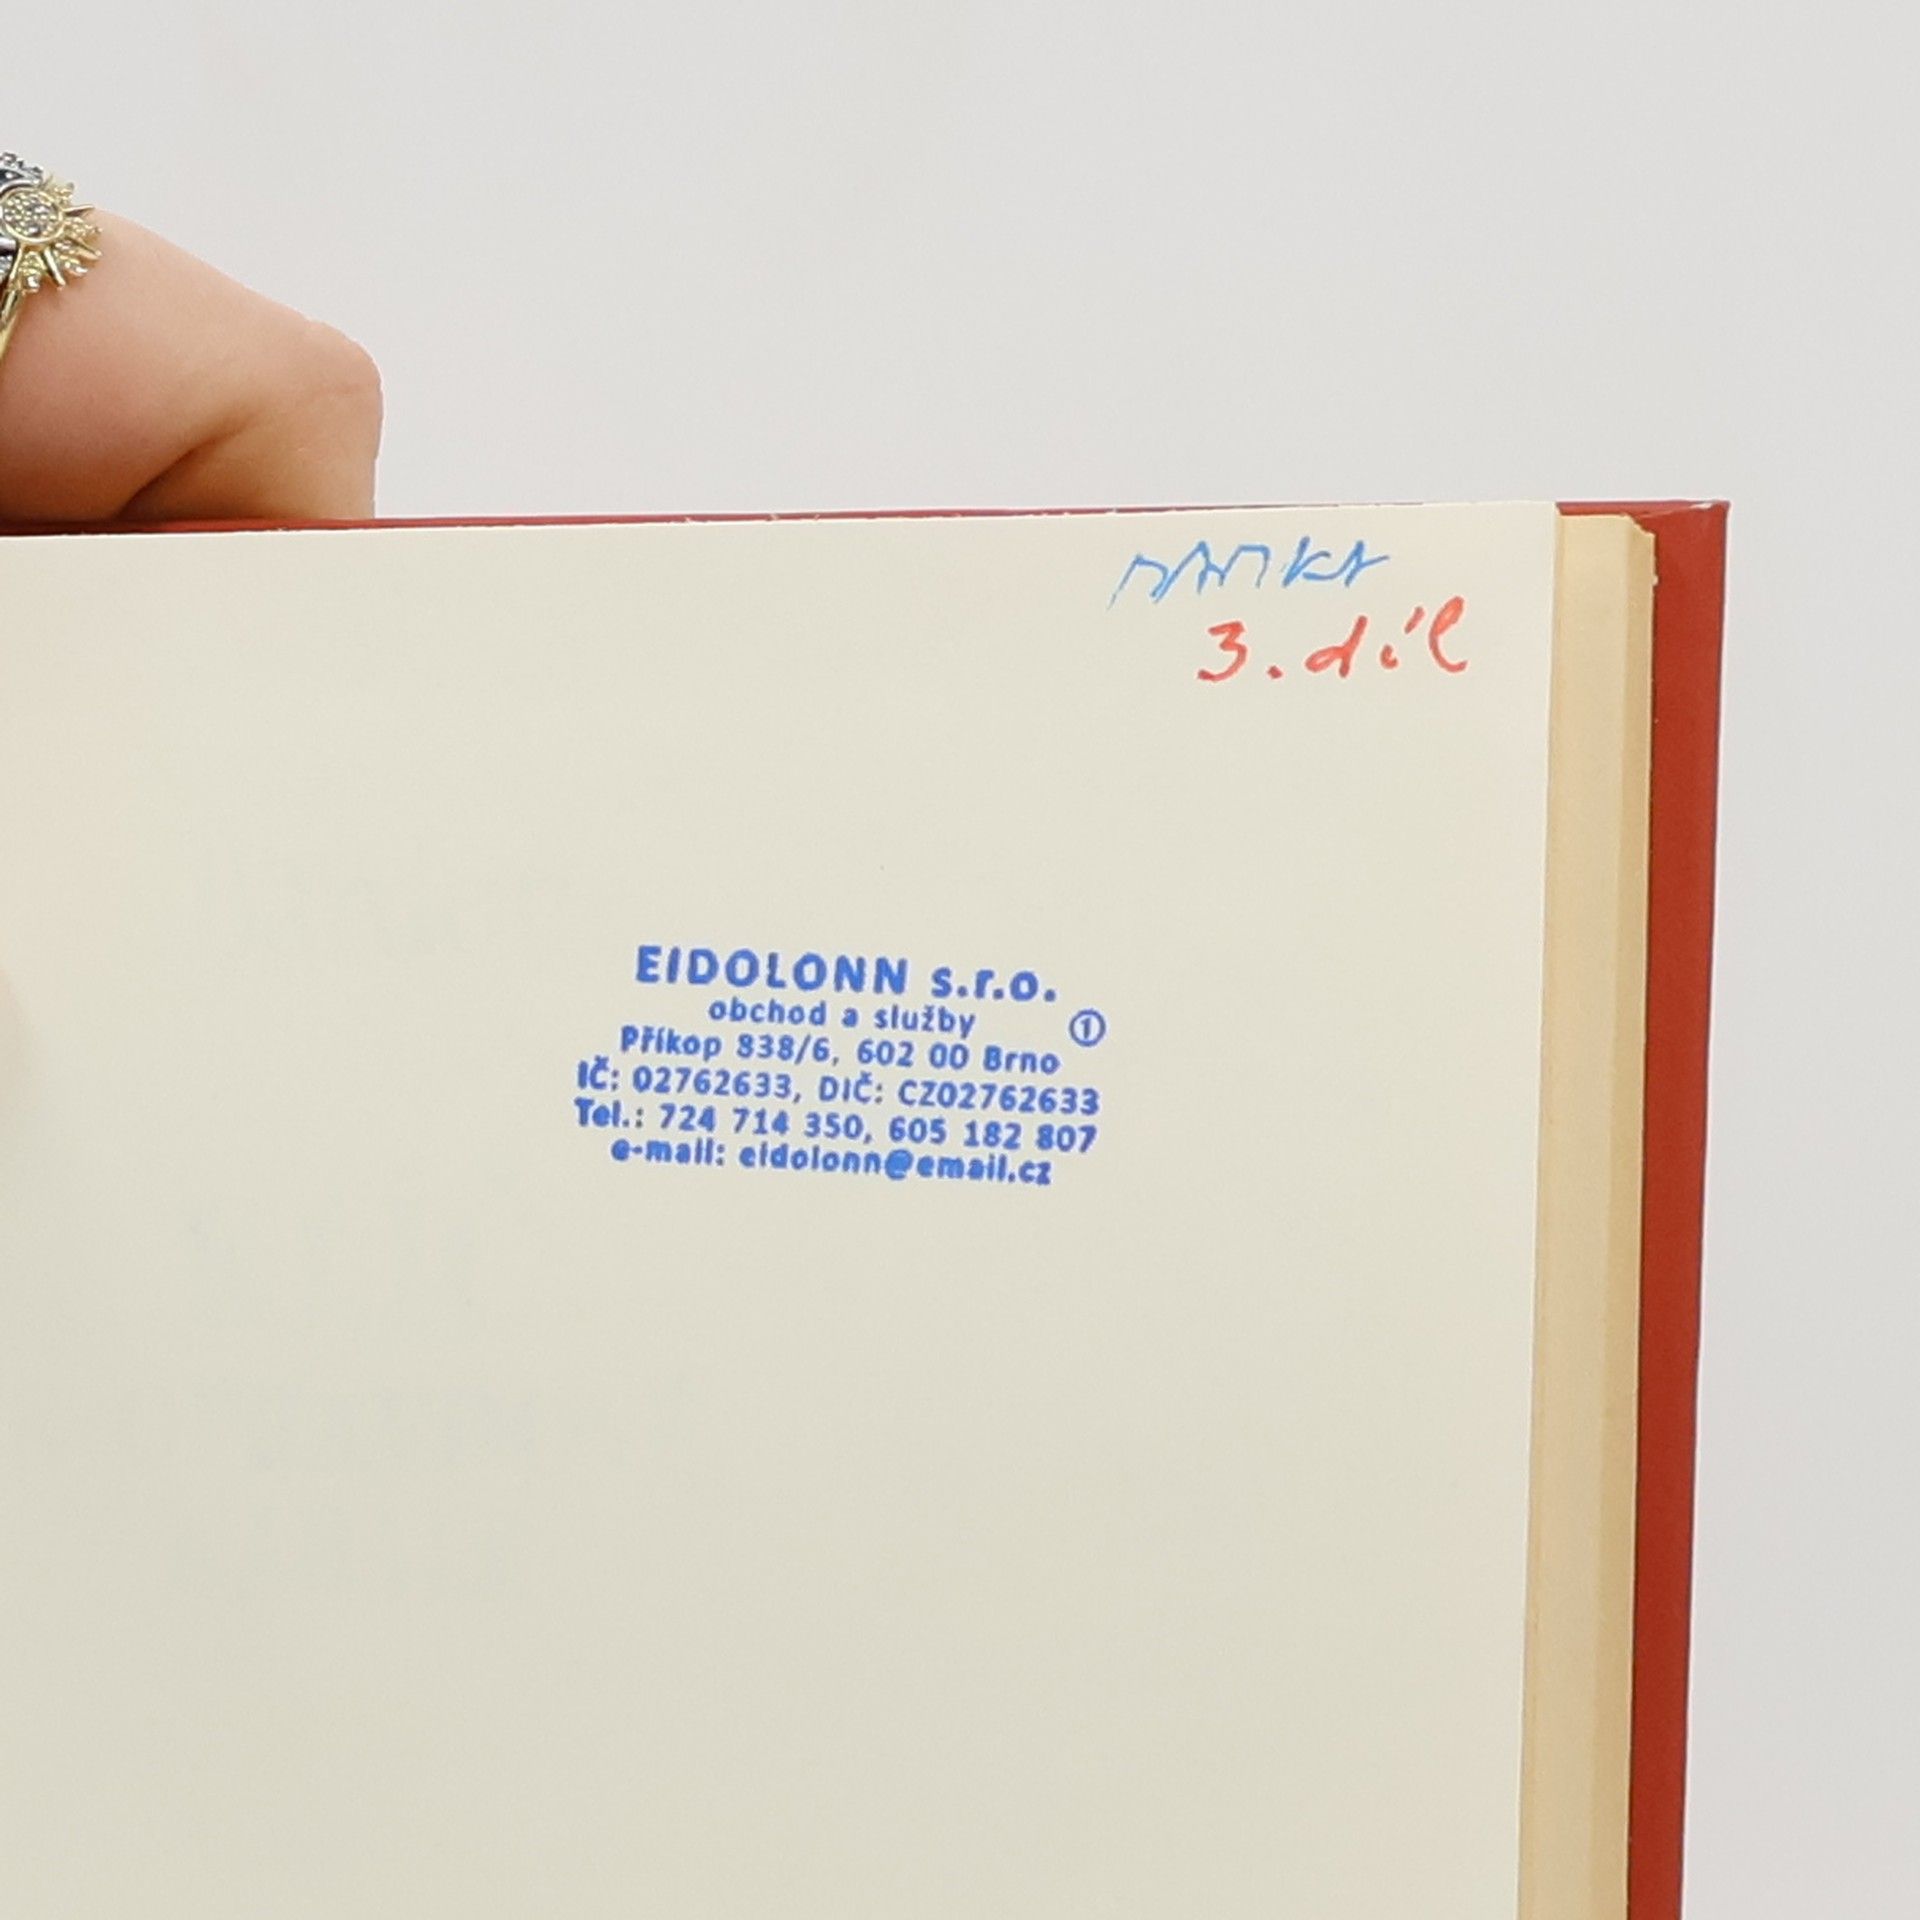 3. díl
EIDOLONN s.r.o.
obchod a služby
①
Příkop 838/6, 602 00 Brno
IČ: 02762633, DIČ: CZ02762633
Tel.: 724 714 350, 605 182 807
e-mail: eidolonn@email.cz